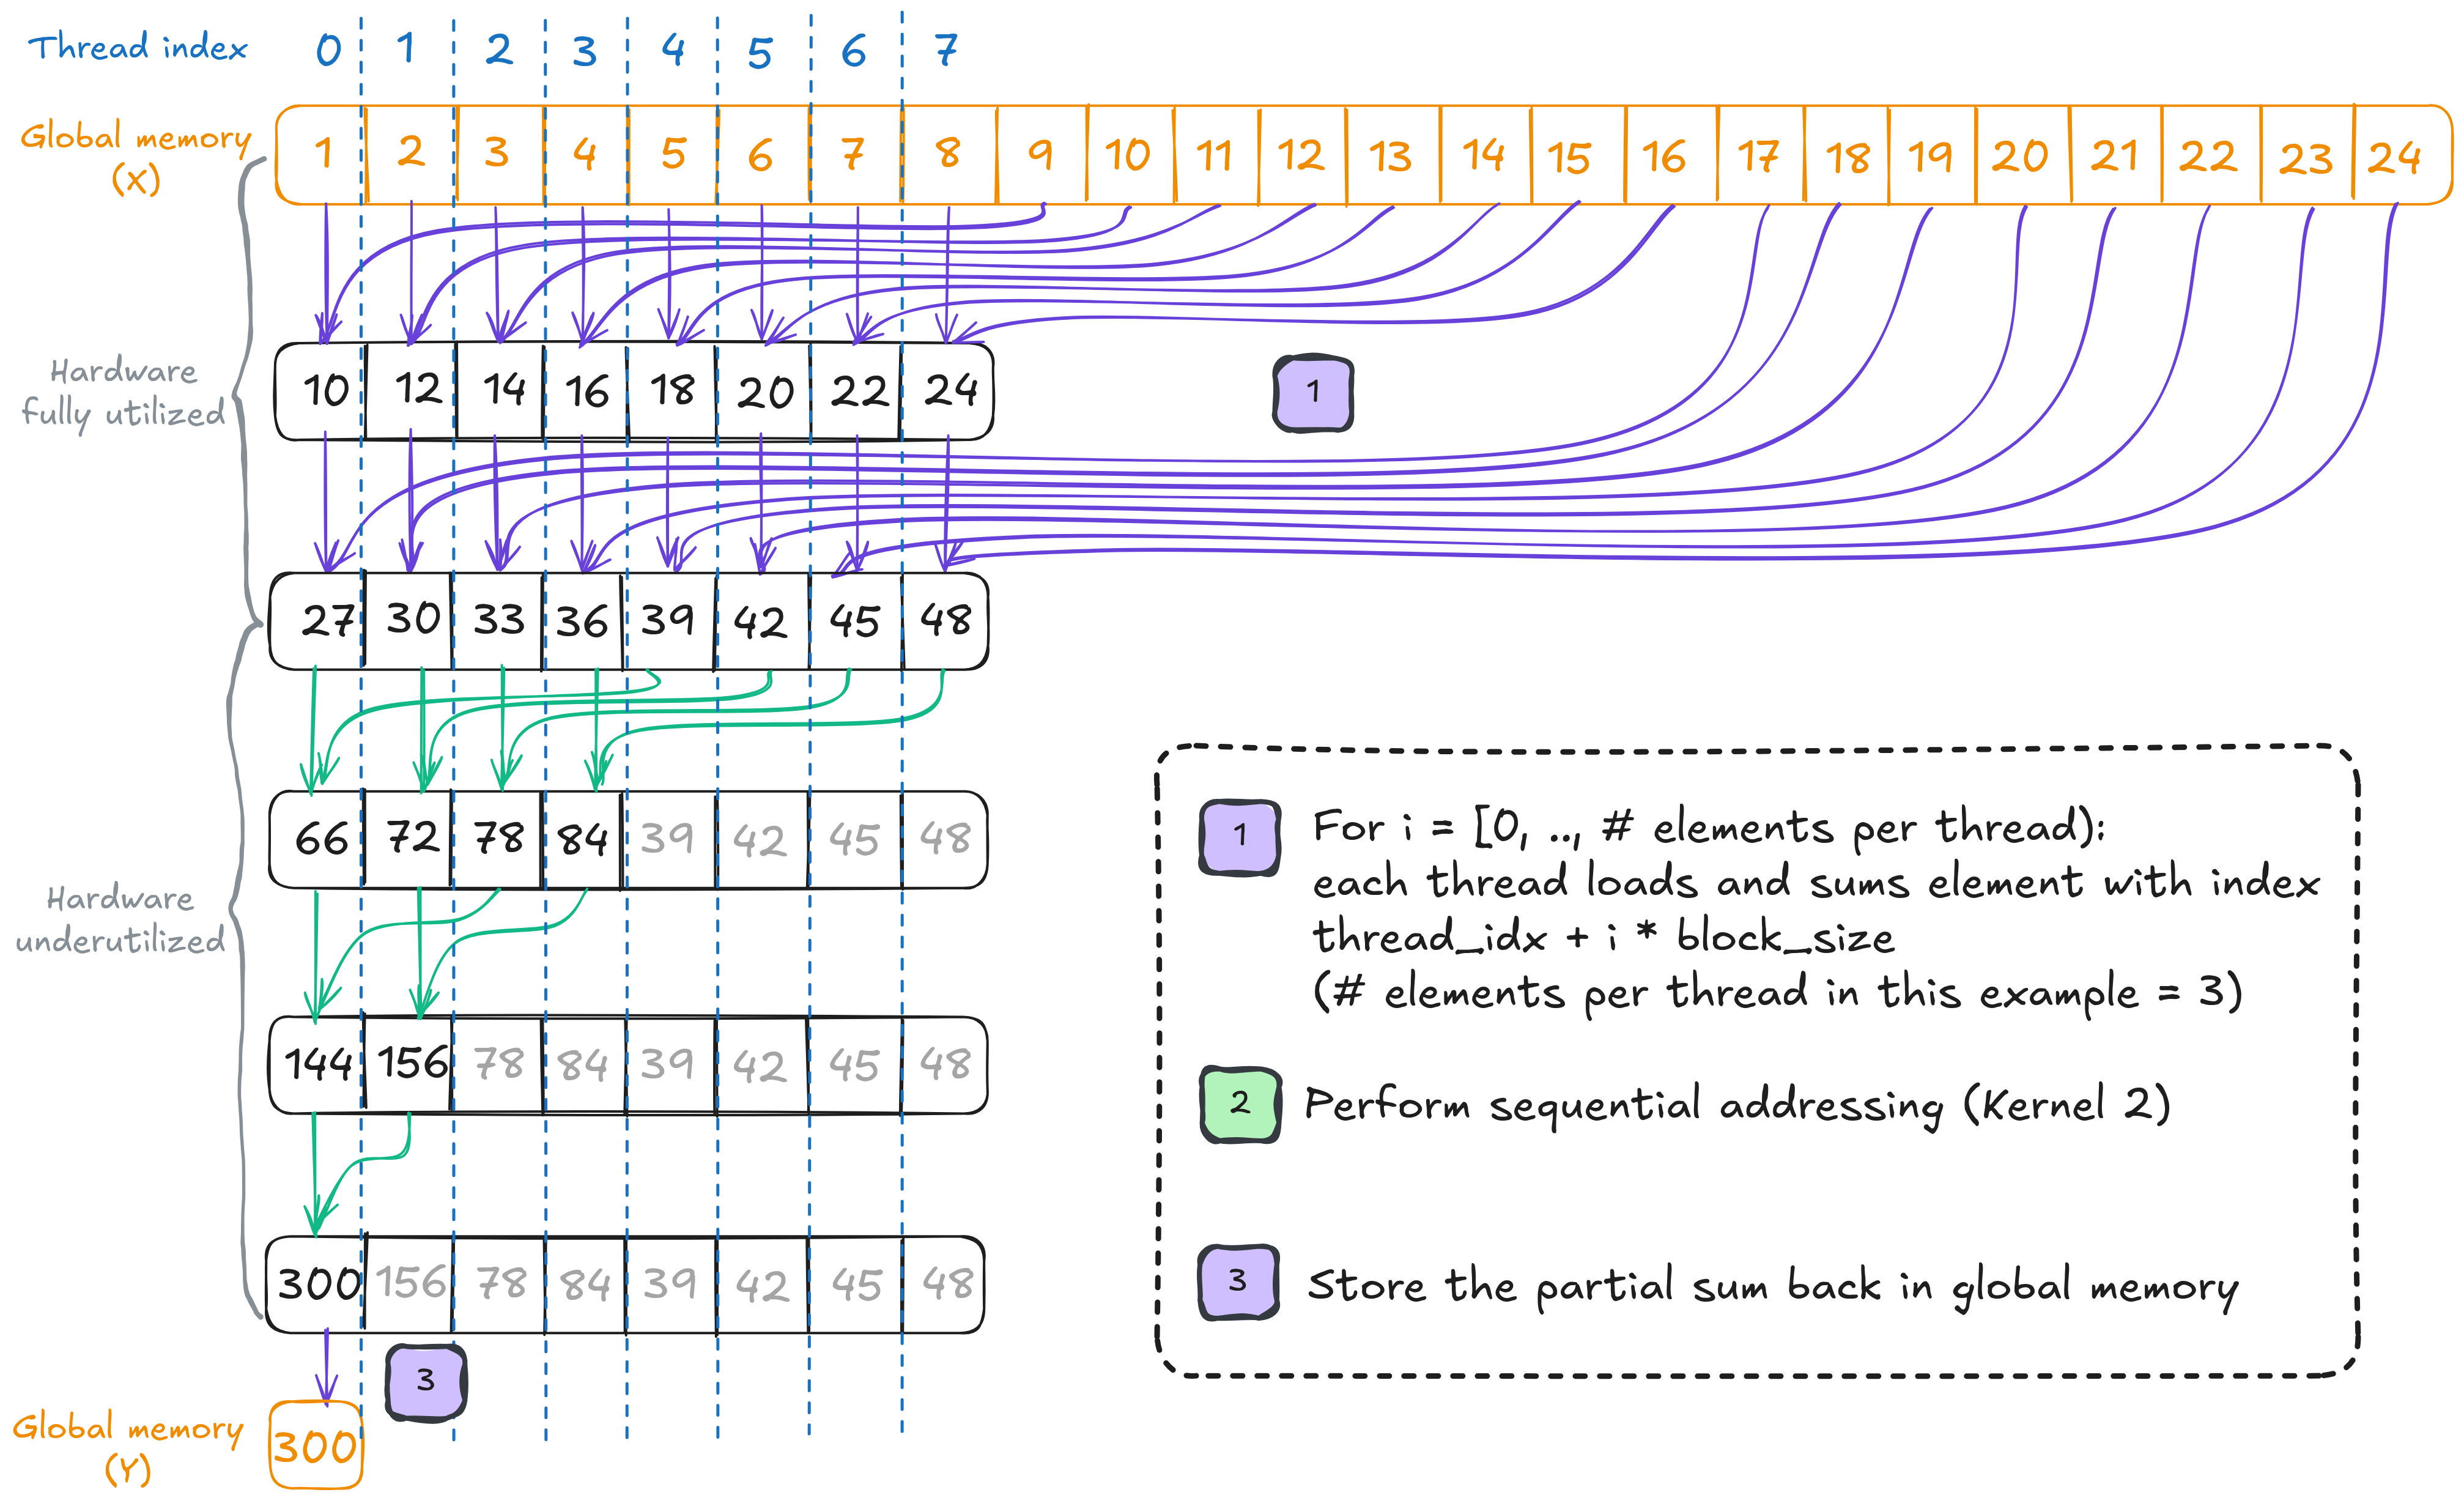 Thread index 0 1 2 3 4 5 6 7
Global memory
(X)
1 2 3 4 5 6 7 8 9 10 11 12 13 14 15 16 17 18 19 20 21 22 23 24
Hardware
fully utilized
10 12 14 16 18 20 22 24
1
27 30 33 36 39 42 45 48
66 72 78 84 39 42 45 48
Hardware
underutilized
144 156 78 84 39 42 45 48
300 156 78 84 39 42 45 48
3
Global memory
(Y)
300
1 For i = [0, .., # elements per thread):
each thread loads and sums element with index
thread_idx + i * block_size
(# elements per thread in this example = 3)
2 Perform sequential addressing (Kernel 2)
3 Store the partial sum back in global memory